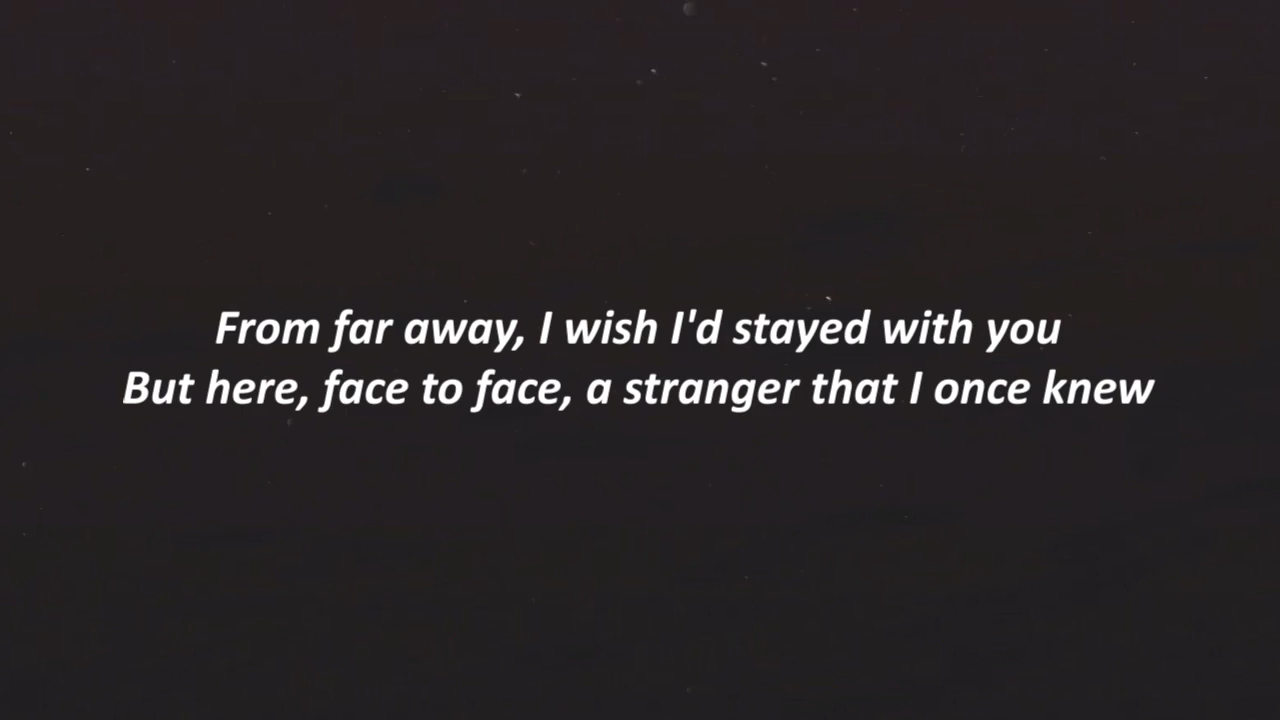 From far away, I wish I'd stayed with you
But here, face to face, a stranger that I once knew